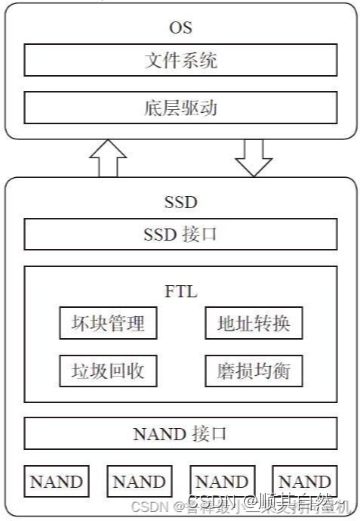 OS
文件系统
底层驱动
SSD
SSD 接口
FTL
坏块管理 地址转换
垃圾回收 磨损均衡
NAND 接口
NAND NAND NAND NAND
CSDN @顺其自然~
CSDN